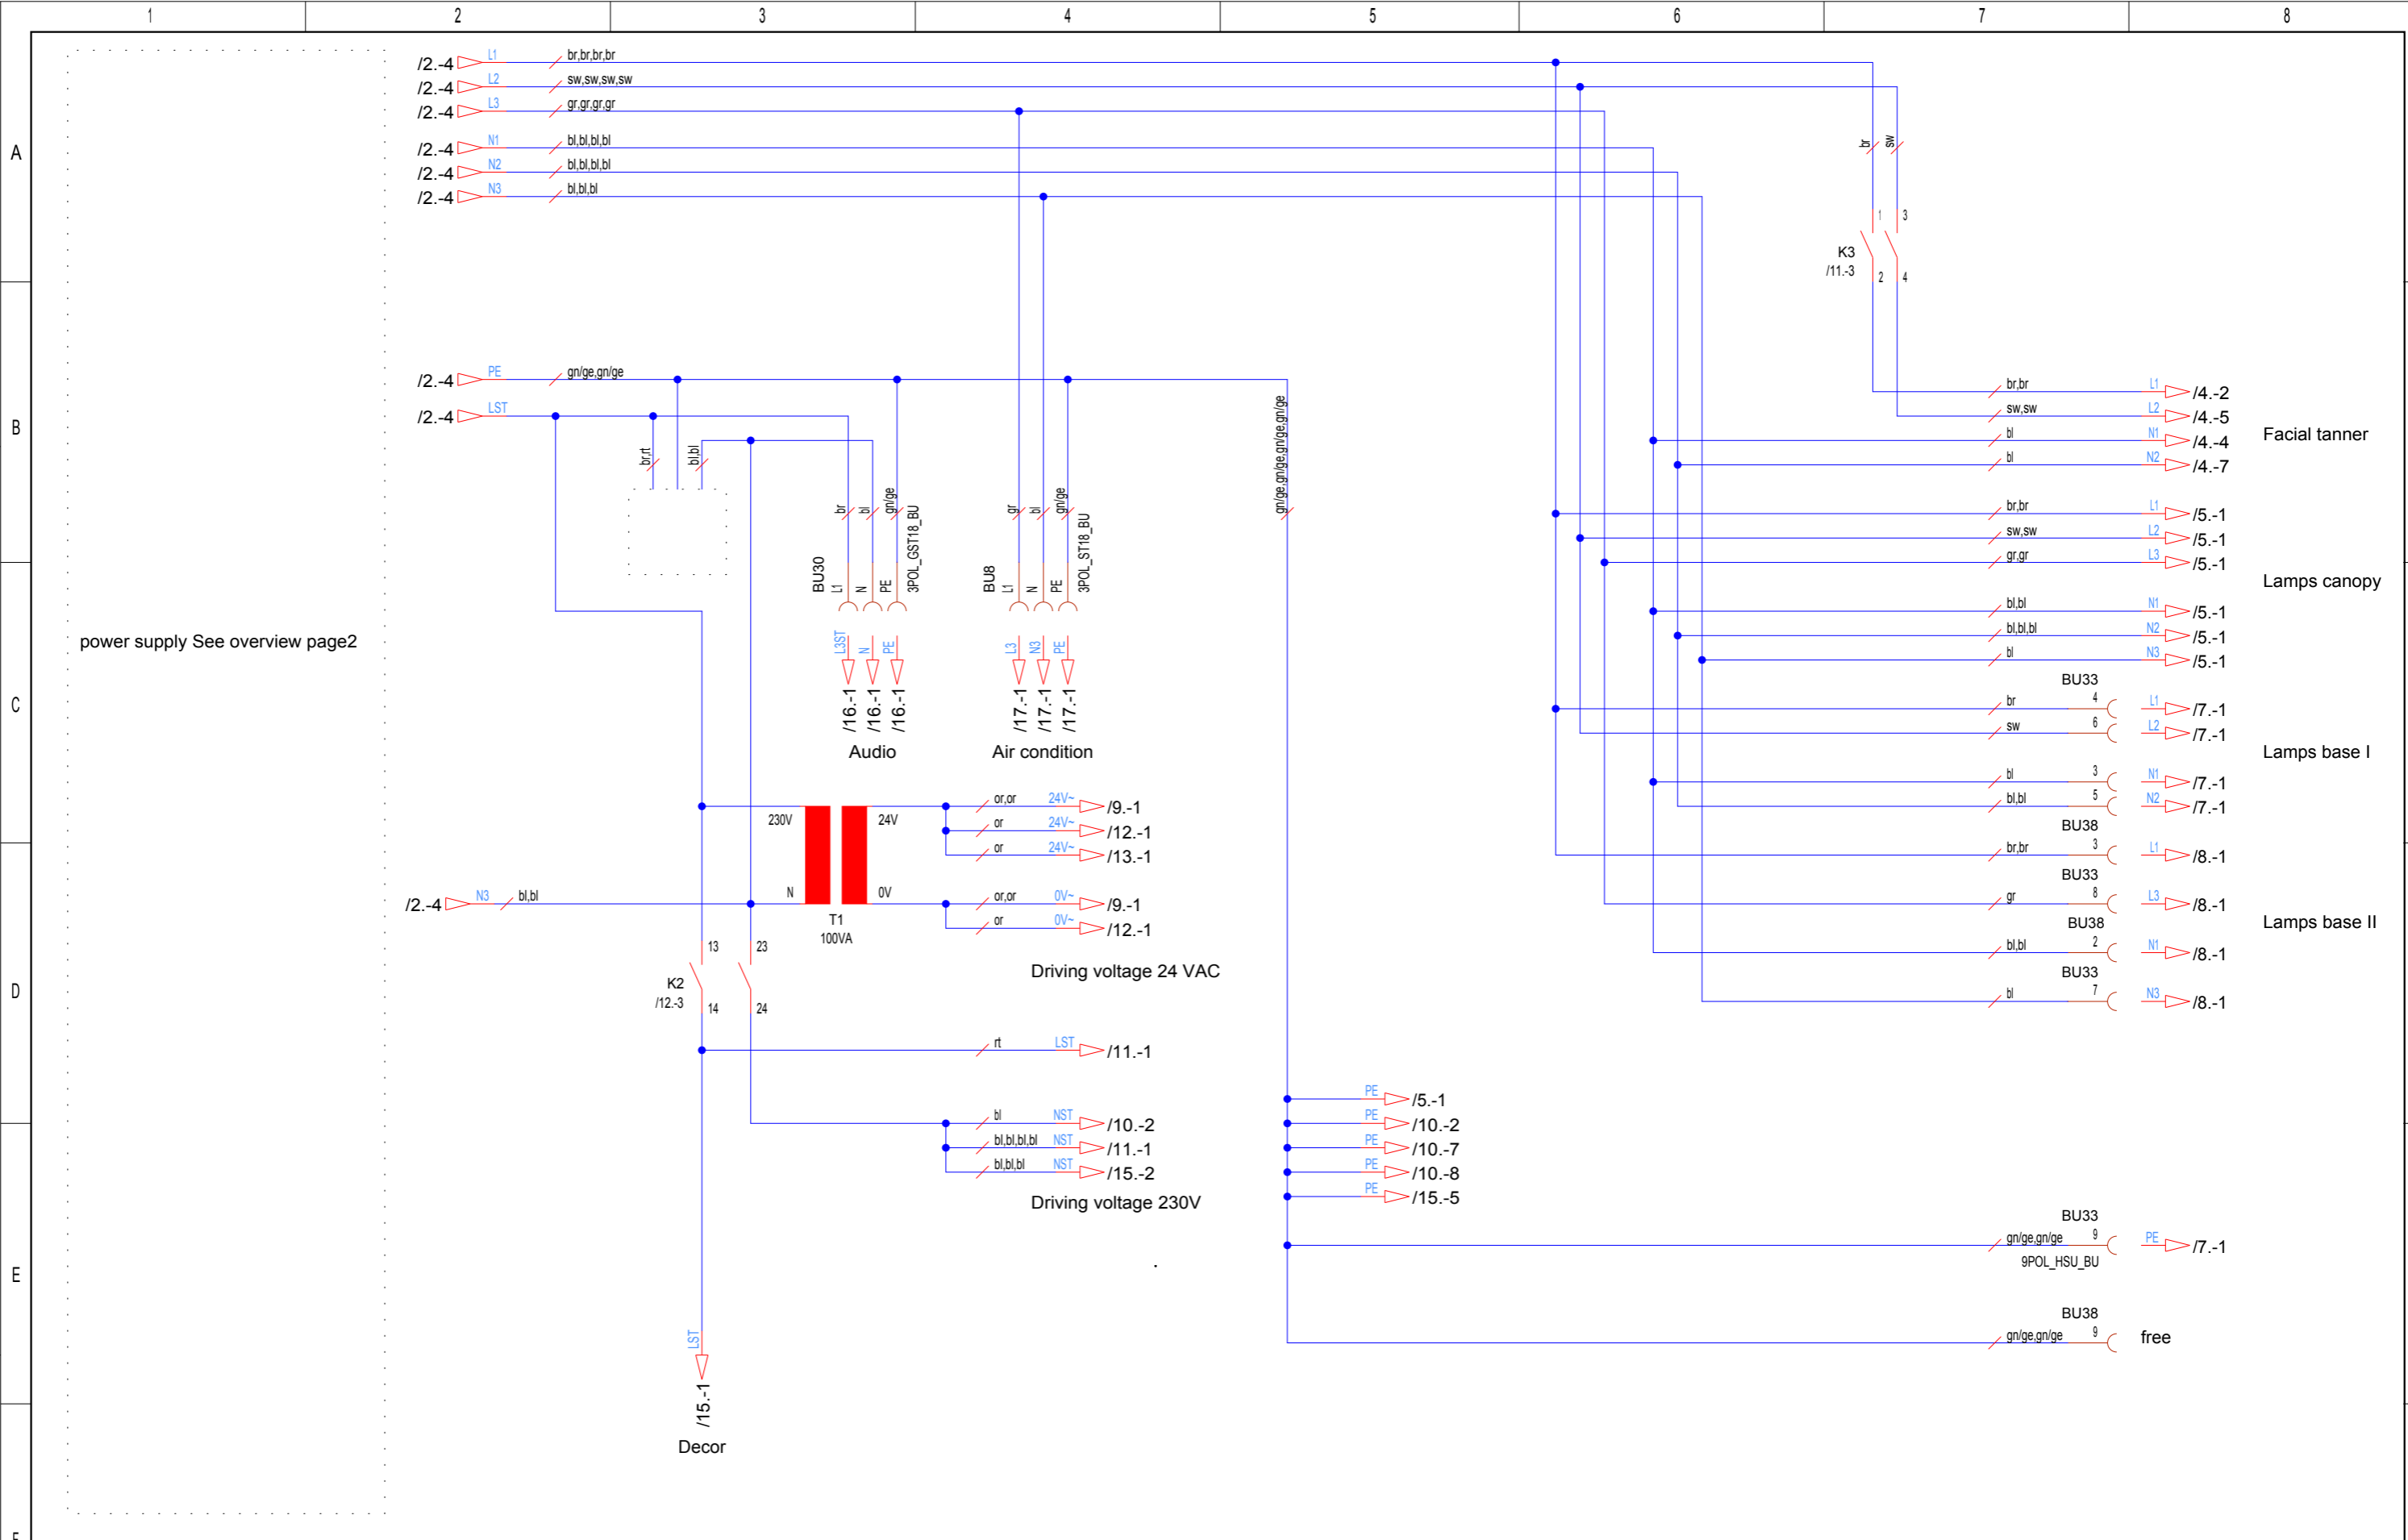 1 2 3 4 5 6 7 8
A
B
C
D
E
F
power supply See overview page2
/2.-4 L1 br,br,br,br
/2.-4 L2 sw,sw,sw,sw
/2.-4 L3 gr,gr,gr,gr
/2.-4 N1 bl,bl,bl,bl
/2.-4 N2 bl,bl,bl,bl
/2.-4 N3 bl,bl,bl
br sw
1 3
K3
/11.-3
2 4
/2.-4 PE gn/ge,gn/ge
/2.-4 LST
br,rt bl,bl
br bl gn/ge
BU30 L1 N PE 3POL_GST18_BU
L3ST N PE
/16.-1 /16.-1 /16.-1
Audio
gr bl gn/ge
BU8 L1 N PE 3POL_ST18_BU
L3 N3 PE
/17.-1 /17.-1 /17.-1
Air condition
gn/ge,gn/ge,gn/ge,gn/ge,gn/ge
br,br L1 /4.-2
sw,sw L2 /4.-5
bl N1 /4.-4
bl N2 /4.-7
Facial tanner
br,br L1 /5.-1
sw,sw L2 /5.-1
gr,gr L3 /5.-1
Lamps canopy
bl,bl N1 /5.-1
bl,bl,bl N2 /5.-1
bl N3 /5.-1
BU33
br 4 L1 /7.-1
sw 6 L2 /7.-1
Lamps base I
bl 3 N1 /7.-1
bl,bl 5 N2 /7.-1
BU38
br,br 3 L1 /8.-1
BU33
gr 8 L3 /8.-1
Lamps base II
BU38
bl,bl 2 N1 /8.-1
BU33
bl 7 N3 /8.-1
230V 24V
N 0V
T1
100VA
or,or 24V~ /9.-1
or 24V~ /12.-1
or 24V~ /13.-1
or,or 0V~ /9.-1
or 0V~ /12.-1
Driving voltage 24 VAC
/2.-4 N3 bl,bl
13 23
K2
/12.-3
14 24
rt LST /11.-1
bl NST /10.-2
bl,bl,bl,bl NST /11.-1
bl,bl,bl NST /15.-2
Driving voltage 230V
PE /5.-1
PE /10.-2
PE /10.-7
PE /10.-8
PE /15.-5
BU33
gn/ge,gn/ge 9 PE /7.-1
9POL_HSU_BU
BU38
gn/ge,gn/ge 9 free
LST
/15.-1
Decor